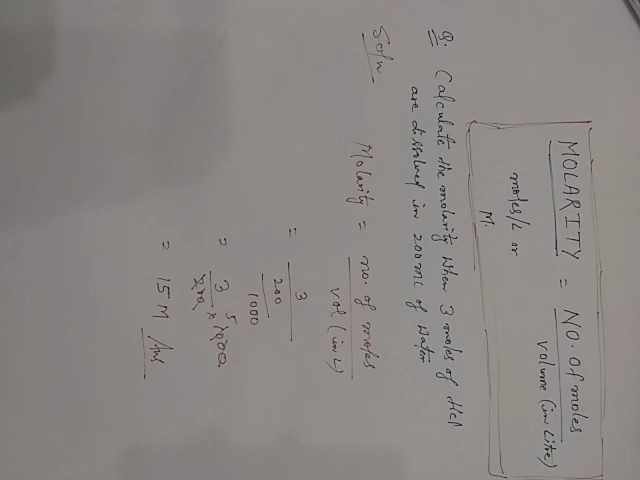 MOLARITY = NO. of moles
volume (in Litre)
moles/L or
M.
Q. Calculate the molarity when 3 moles of Hcl
are dissolved in 200 ml of water
Soln
Molarity = no. of moles
vol (in L)
= 3
200
1000
= 3 x 5 1000
200
= 15 M Ans